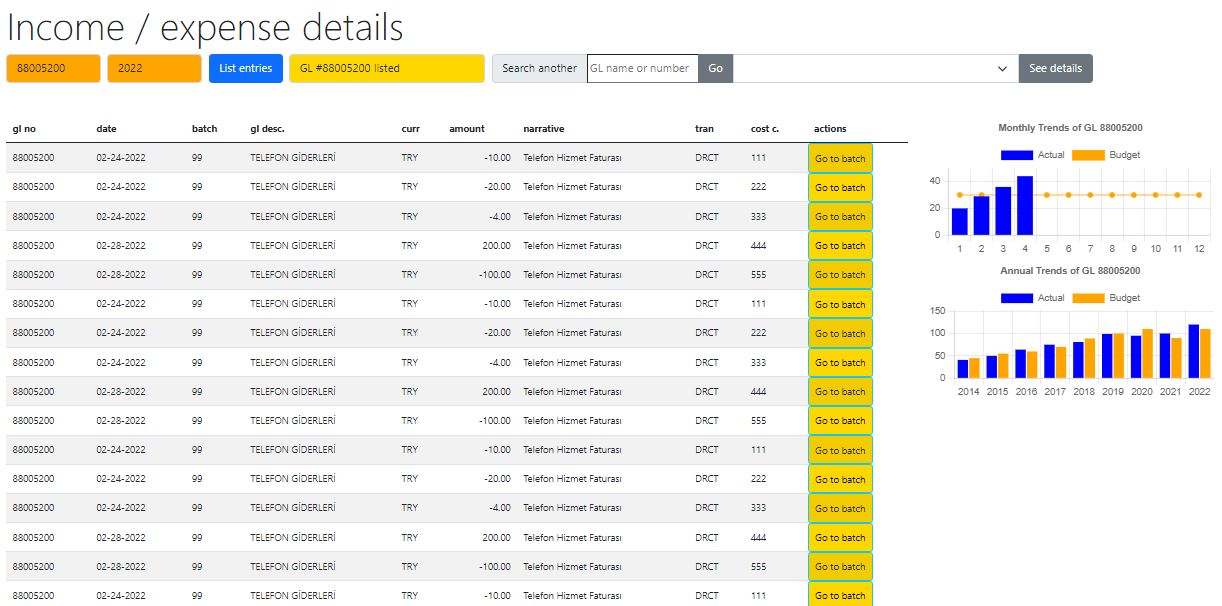 Income / expense details
88005200 2022 List entries GL #88005200 listed Search another GL name or number Go See details
gl no date batch gl desc. curr amount narrative tran cost c. actions
88005200 02-24-2022 99 TELEFON GİDERLERİ TRY -10.00 Telefon Hizmet Faturası DRCT 111 Go to batch
88005200 02-24-2022 99 TELEFON GİDERLERİ TRY -20.00 Telefon Hizmet Faturası DRCT 222 Go to batch
88005200 02-24-2022 99 TELEFON GİDERLERİ TRY -4.00 Telefon Hizmet Faturası DRCT 333 Go to batch
88005200 02-28-2022 99 TELEFON GİDERLERİ TRY 200.00 Telefon Hizmet Faturası DRCT 444 Go to batch
88005200 02-28-2022 99 TELEFON GİDERLERİ TRY -100.00 Telefon Hizmet Faturası DRCT 555 Go to batch
88005200 02-24-2022 99 TELEFON GİDERLERİ TRY -10.00 Telefon Hizmet Faturası DRCT 111 Go to batch
88005200 02-24-2022 99 TELEFON GİDERLERİ TRY -20.00 Telefon Hizmet Faturası DRCT 222 Go to batch
88005200 02-24-2022 99 TELEFON GİDERLERİ TRY -4.00 Telefon Hizmet Faturası DRCT 333 Go to batch
88005200 02-28-2022 99 TELEFON GİDERLERİ TRY 200.00 Telefon Hizmet Faturası DRCT 444 Go to batch
88005200 02-28-2022 99 TELEFON GİDERLERİ TRY -100.00 Telefon Hizmet Faturası DRCT 555 Go to batch
88005200 02-24-2022 99 TELEFON GİDERLERİ TRY -10.00 Telefon Hizmet Faturası DRCT 111 Go to batch
88005200 02-24-2022 99 TELEFON GİDERLERİ TRY -20.00 Telefon Hizmet Faturası DRCT 222 Go to batch
88005200 02-24-2022 99 TELEFON GİDERLERİ TRY -4.00 Telefon Hizmet Faturası DRCT 333 Go to batch
88005200 02-28-2022 99 TELEFON GİDERLERİ TRY 200.00 Telefon Hizmet Faturası DRCT 444 Go to batch
88005200 02-28-2022 99 TELEFON GİDERLERİ TRY -100.00 Telefon Hizmet Faturası DRCT 555 Go to batch
88005200 02-24-2022 99 TELEFON GİDERLERİ TRY -10.00 Telefon Hizmet Faturası DRCT 111 Go to batch
Monthly Trends of GL 88005200
Actual Budget
40
20
0
1 2 3 4 5 6 7 8 9 10 11 12
Annual Trends of GL 88005200
Actual Budget
150
100
50
0
2014 2015 2016 2017 2018 2019 2020 2021 2022